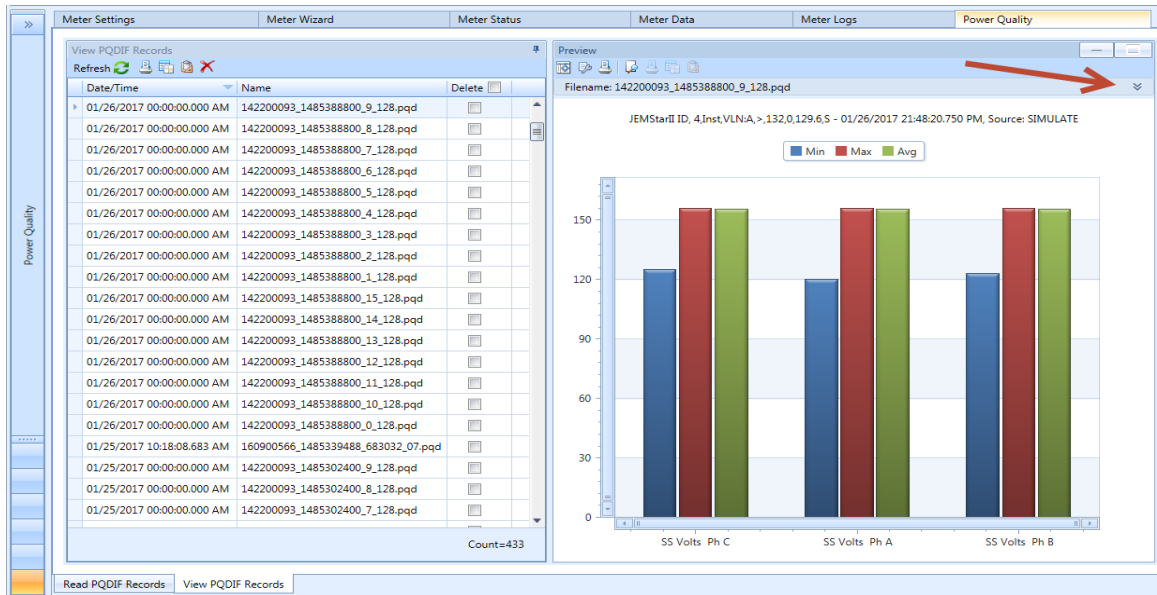 Meter Settings Meter Wizard Meter Status Meter Data Meter Logs Power Quality
Power Quality
View PQDIF Records
Refresh
Date/Time Name Delete
01/26/2017 00:00:00.000 AM 142200093_1485388800_9_128.pqd
01/26/2017 00:00:00.000 AM 142200093_1485388800_8_128.pqd
01/26/2017 00:00:00.000 AM 142200093_1485388800_7_128.pqd
01/26/2017 00:00:00.000 AM 142200093_1485388800_6_128.pqd
01/26/2017 00:00:00.000 AM 142200093_1485388800_5_128.pqd
01/26/2017 00:00:00.000 AM 142200093_1485388800_4_128.pqd
01/26/2017 00:00:00.000 AM 142200093_1485388800_3_128.pqd
01/26/2017 00:00:00.000 AM 142200093_1485388800_2_128.pqd
01/26/2017 00:00:00.000 AM 142200093_1485388800_1_128.pqd
01/26/2017 00:00:00.000 AM 142200093_1485388800_15_128.pqd
01/26/2017 00:00:00.000 AM 142200093_1485388800_14_128.pqd
01/26/2017 00:00:00.000 AM 142200093_1485388800_13_128.pqd
01/26/2017 00:00:00.000 AM 142200093_1485388800_12_128.pqd
01/26/2017 00:00:00.000 AM 142200093_1485388800_11_128.pqd
01/26/2017 00:00:00.000 AM 142200093_1485388800_10_128.pqd
01/26/2017 00:00:00.000 AM 142200093_1485388800_0_128.pqd
01/25/2017 10:18:08.683 AM 160900566_1485339488_683032_07.pqd
01/25/2017 00:00:00.000 AM 142200093_1485302400_9_128.pqd
01/25/2017 00:00:00.000 AM 142200093_1485302400_8_128.pqd
01/25/2017 00:00:00.000 AM 142200093_1485302400_7_128.pqd
Count=433
Preview
Filename: 142200093_1485388800_9_128.pqd
JEMStarII ID, 4,Inst,VLN:A,>,132,0,129.6,S - 01/26/2017 21:48:20.750 PM, Source: SIMULATE
Min Max Avg
150
120
90
60
30
0
SS Volts Ph C SS Volts Ph A SS Volts Ph B
Read PQDIF Records View PQDIF Records